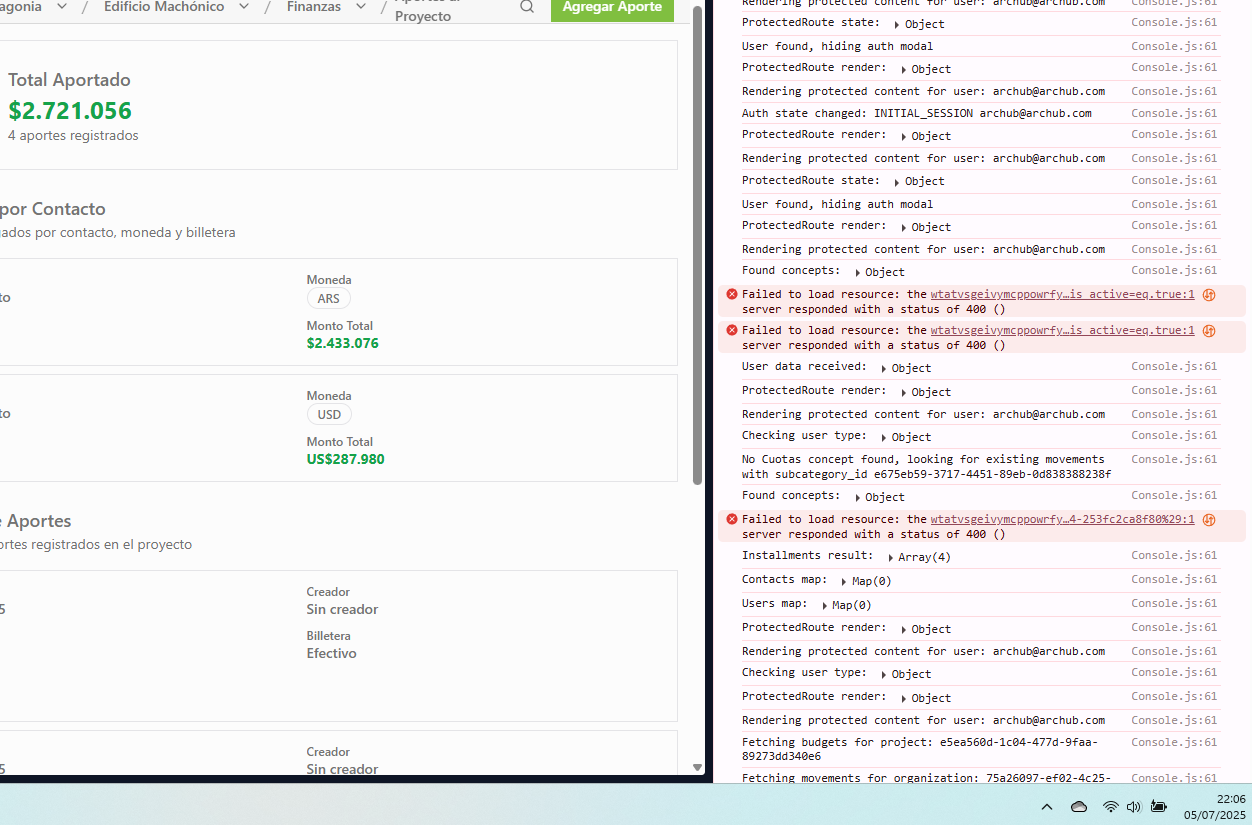 agonia
/
Edificio Machónico
/
Finanzas
/
Proyecto
Agregar Aporte
Total Aportado
$2.721.056
4 aportes registrados
por Contacto
ados por contacto, moneda y billetera
to
Moneda
ARS
Monto Total
$2.433.076
to
Moneda
USD
Monto Total
US$287.980
e Aportes
ortes registrados en el proyecto
5
Creador
Sin creador
Billetera
Efectivo
5
Creador
Sin creador
Rendering protected content for user: archub@archub.com Console.js:61
ProtectedRoute state: Object Console.js:61
User found, hiding auth modal Console.js:61
ProtectedRoute render: Object Console.js:61
Rendering protected content for user: archub@archub.com Console.js:61
Auth state changed: INITIAL_SESSION archub@archub.com Console.js:61
ProtectedRoute render: Object Console.js:61
Rendering protected content for user: archub@archub.com Console.js:61
ProtectedRoute state: Object Console.js:61
User found, hiding auth modal Console.js:61
ProtectedRoute render: Object Console.js:61
Rendering protected content for user: archub@archub.com Console.js:61
Found concepts: Object Console.js:61
Failed to load resource: the wtatvsgeivymcppowrfy…is_active=eq.true:1
server responded with a status of 400 ()
Failed to load resource: the wtatvsgeivymcppowrfy…is_active=eq.true:1
server responded with a status of 400 ()
User data received: Object Console.js:61
ProtectedRoute render: Object Console.js:61
Rendering protected content for user: archub@archub.com Console.js:61
Checking user type: Object Console.js:61
No Cuotas concept found, looking for existing movements Console.js:61
with subcategory_id e675eb59-3717-4451-89eb-0d838388238f
Found concepts: Object Console.js:61
Failed to load resource: the wtatvsgeivymcppowrfy…4-253fc2ca8f80%29:1
server responded with a status of 400 ()
Installments result: Array(4) Console.js:61
Contacts map: Map(0) Console.js:61
Users map: Map(0) Console.js:61
ProtectedRoute render: Object Console.js:61
Rendering protected content for user: archub@archub.com Console.js:61
Checking user type: Object Console.js:61
ProtectedRoute render: Object Console.js:61
Rendering protected content for user: archub@archub.com Console.js:61
Fetching budgets for project: e5ea560d-1c04-477d-9faa- Console.js:61
89273dd340e6
Fetching movements for organization: 75a26097-ef02-4c25- Console.js:61
22:06
05/07/2025